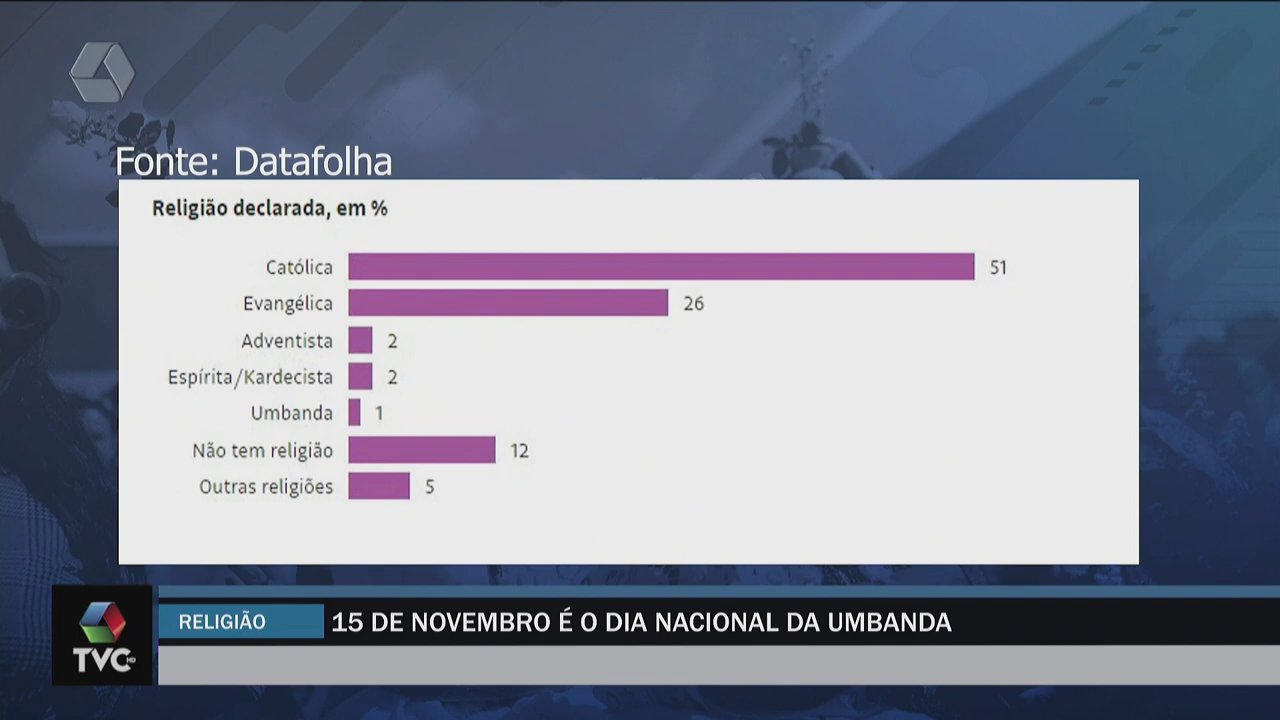 Fonte: Datafolha
Religião declarada, em %
Católica 51
Evangélica 26
Adventista 2
Espírita/Kardecista 2
Umbanda 1
Não tem religião 12
Outras religiões 5
RELIGIÃO 15 DE NOVEMBRO É O DIA NACIONAL DA UMBANDA
TVC HD